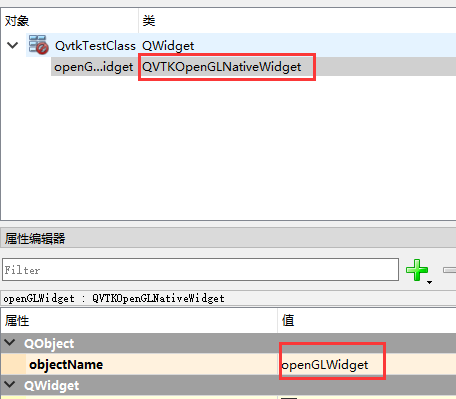 对象 类
QvtkTestClass QWidget
openG...idget QVTKOpenGLNativeWidget
属性编辑器
Filter
openGLWidget : QVTKOpenGLNativeWidget
属性 值
QObject
objectName openGLWidget
QWidget